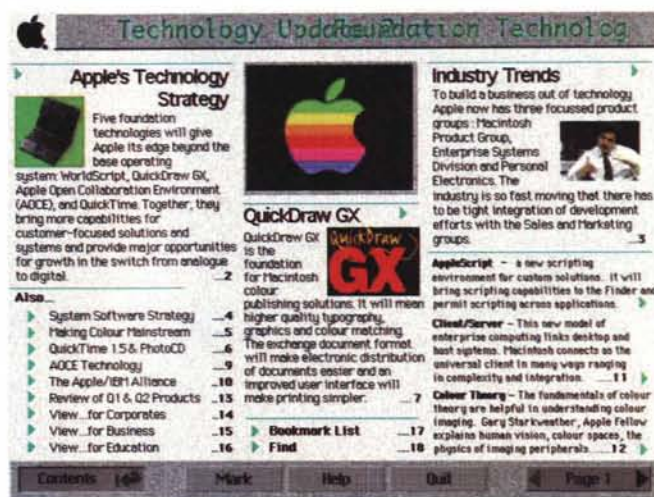 Technology Update
Foundation Technolog
Apple's Technology
Strategy
Five foundation
technologies will give
Apple its edge beyond the
base operating
system: WorldScript, QuickDraw GX,
Apple Open Collaboration Environment
(AOCE), and QuickTime. Together, they
bring more capabilities for
customer-focused solutions and
systems and provide major opportunities
for growth in the switch from analogue
to digital. ...2
Also...
System Software Strategy ...4
Making Colour Mainstream ...5
QuickTime 1.5 & PhotoCD ...6
AOCE Technology ...9
The Apple/IBM Alliance ...10
Review of Q1 & Q2 Products ...13
View...for Corporates ...14
View...for Business ...15
View...for Education ...16
QuickDraw GX
QuickDraw GX
is the
foundation
for Macintosh
colour
publishing solutions. It will mean
higher quality typography,
graphics and colour matching.
The exchange document format
will make electronic distribution
of documents easier and an
improved user interface will
make printing simpler. ... 7
QuickDraw
GX
Bookmark List ...17
Find ...18
Industry Trends
To build a business out of technology
Apple now has three focussed product
groups : Macintosh
Product Group,
Enterprise Systems
Division and Personal
Electronics. The
industry is so fast moving that there has
to be tight integration of development
efforts with the Sales and Marketing
groups. ...3
AppleScript - a new scripting
environment for custom solutions. it will
bring scripting capabilities to the Finder and
permit scripting across applications.
Client/Server - This new model of
enterprise computing links desktop and
host systems. Macintosh connects as the
universal client in many ways ranging
in complexity and integration. ...11
Colour Theory - The fundamentals of colour
theory are helpful in understanding colour
imaging. Gary Starkweather, Apple Fellow
explains human vision, colour spaces, the
physics of imaging peripherals ...12
Contents
Mark
Help
Quit
Page 1